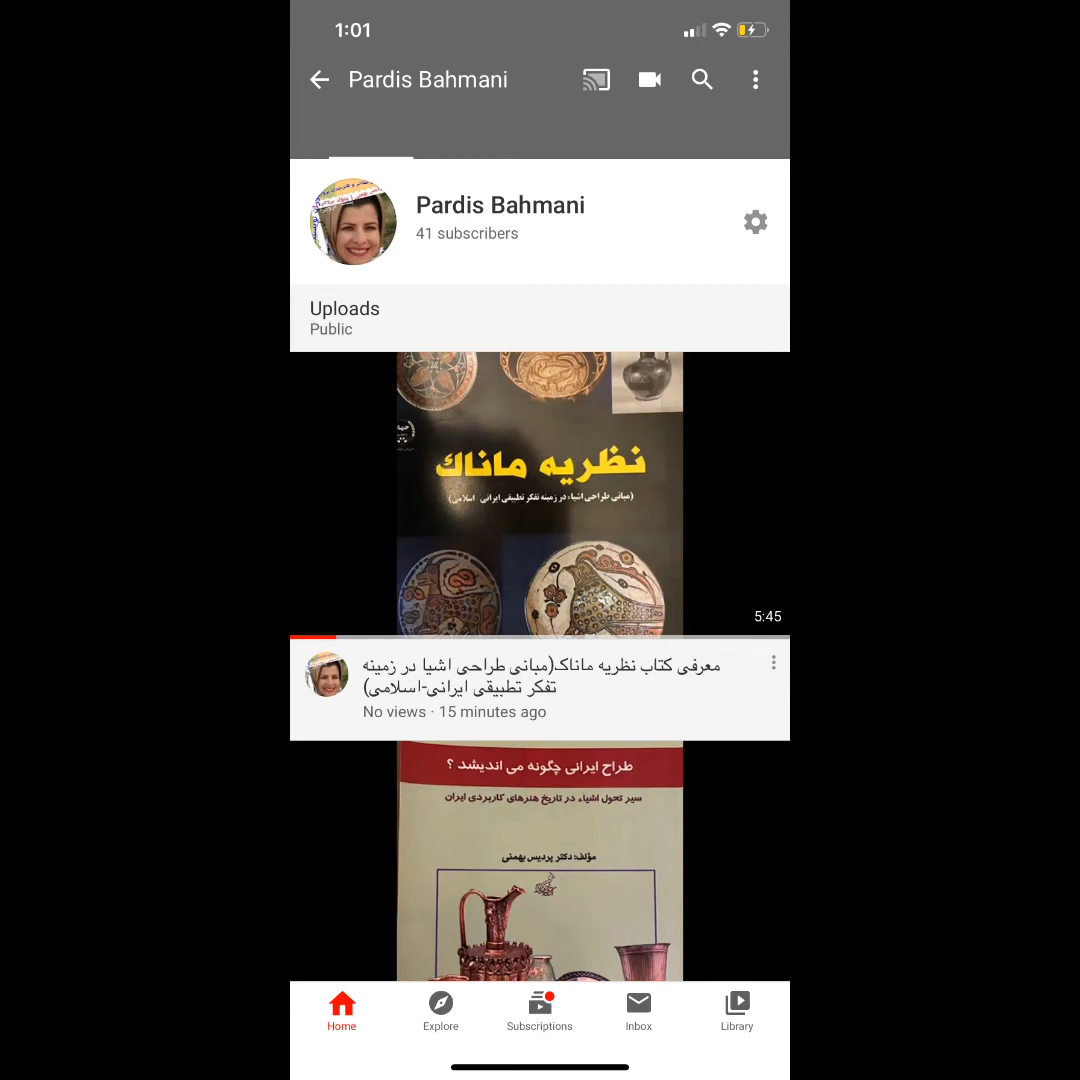 1:01
Pardis Bahmani
Pardis Bahmani
41 subscribers
Uploads
Public
نظریه ماناک
(مبانی طراحی اشیاء در زمینه تفکر تطبیقی ایرانی - اسلامی)
5:45
معرفی کتاب نظریه ماناک(مبانی طراحی اشیا در زمینه
تفکر تطبیقی ایرانی-اسلامی)
No views · 15 minutes ago
طراح ایرانی چگونه می اندیشد ؟
سیر تحول اشیاء در تاریخ هنرهای کاربردی ایران
مؤلف: دکتر پردیس بهمنی
Home
Explore
Subscriptions
Inbox
Library